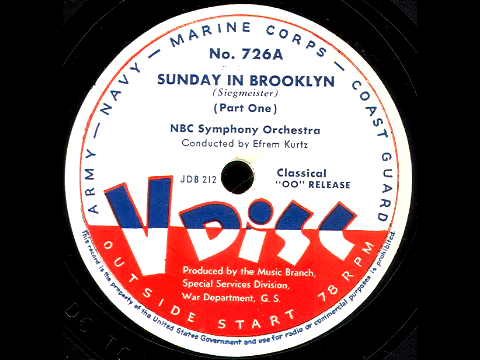 ARMY — NAVY — MARINE CORPS — COAST GUARD
No. 726A
SUNDAY IN BROOKLYN
(Siegmeister)
(Part One)
NBC Symphony Orchestra
Conducted by Efrem Kurtz
JDB 212
Classical
"OO" RELEASE
V DISC
Produced by the Music Branch,
Special Services Division,
War Department, G. S.
OUTSIDE START 78 RPM
This record is the property of the United States Government and use for radio or commercial purposes is prohibited.